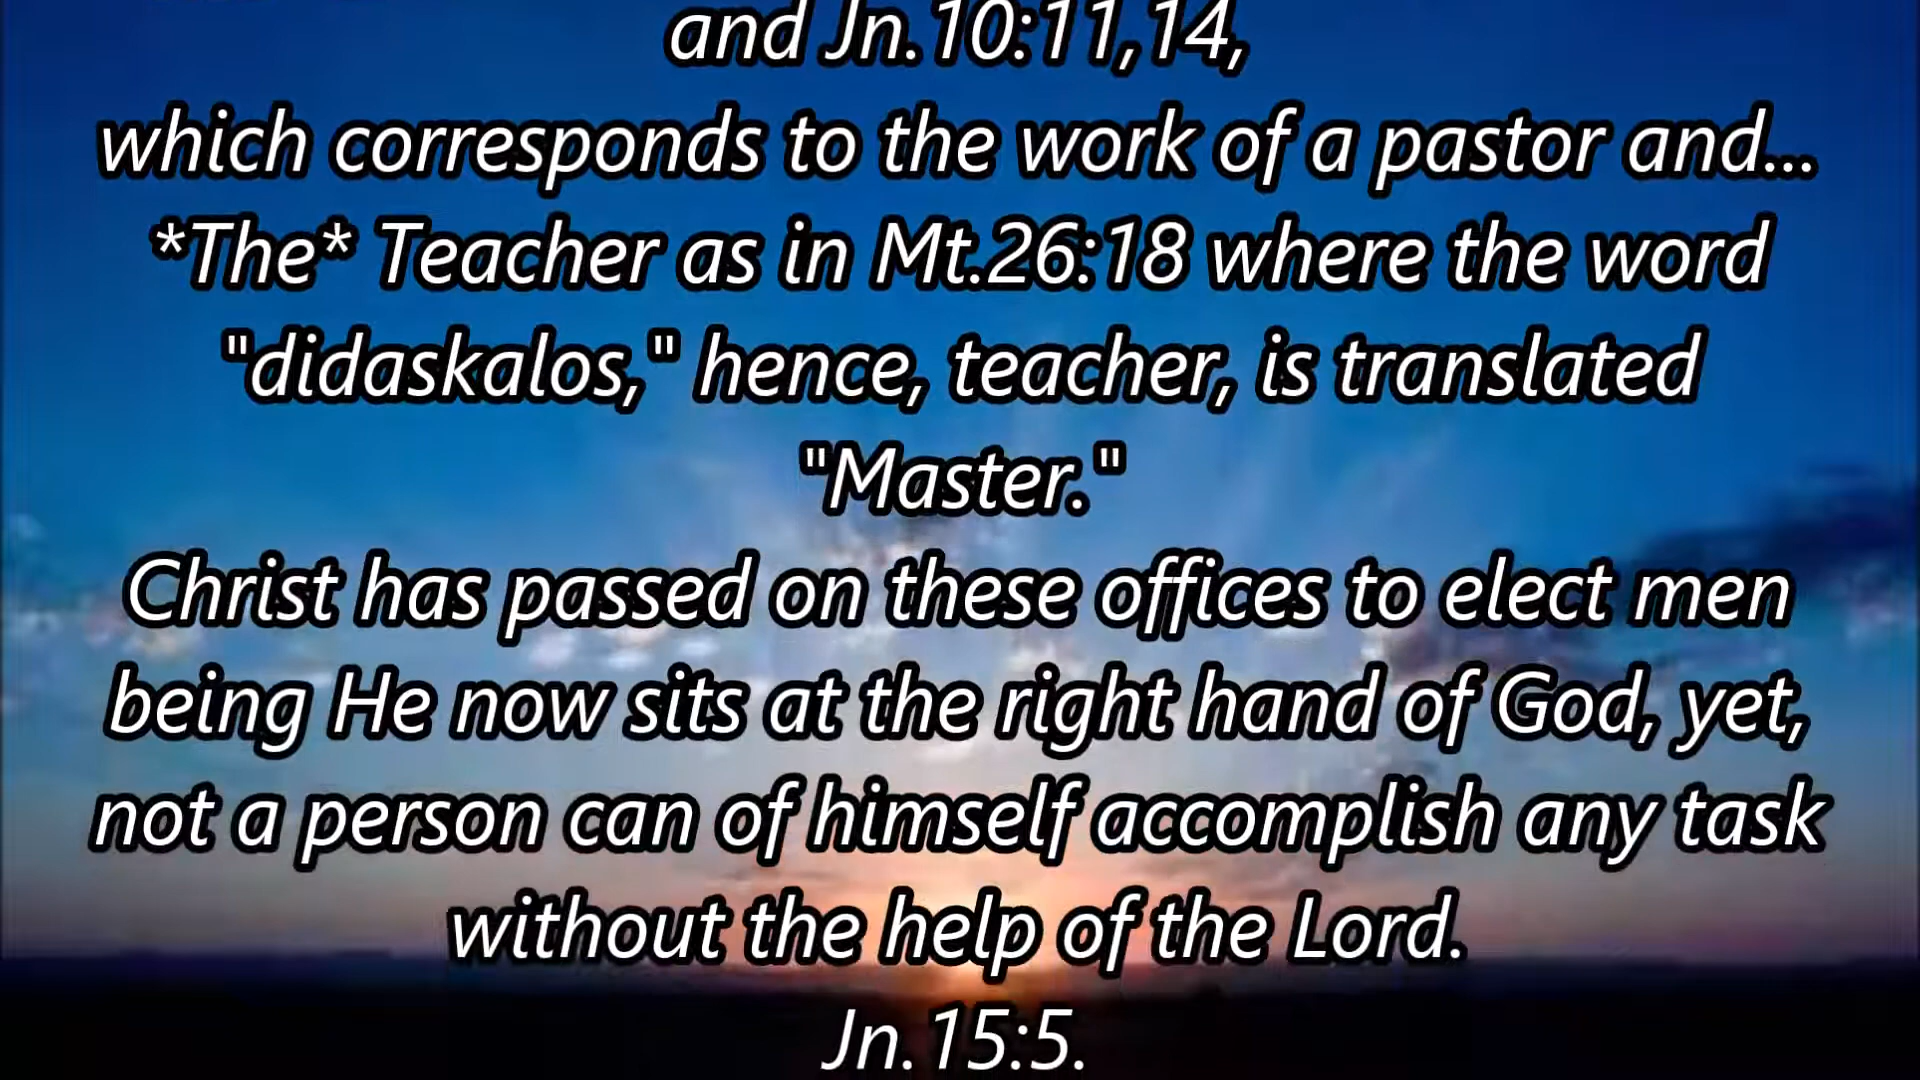 and Jn.10:11,14,
which corresponds to the work of a pastor and...
*The* Teacher as in Mt.26:18 where the word
"didaskalos," hence, teacher, is translated
"Master."
Christ has passed on these offices to elect men
being He now sits at the right hand of God, yet,
not a person can of himself accomplish any task
without the help of the Lord.
Jn.15:5.